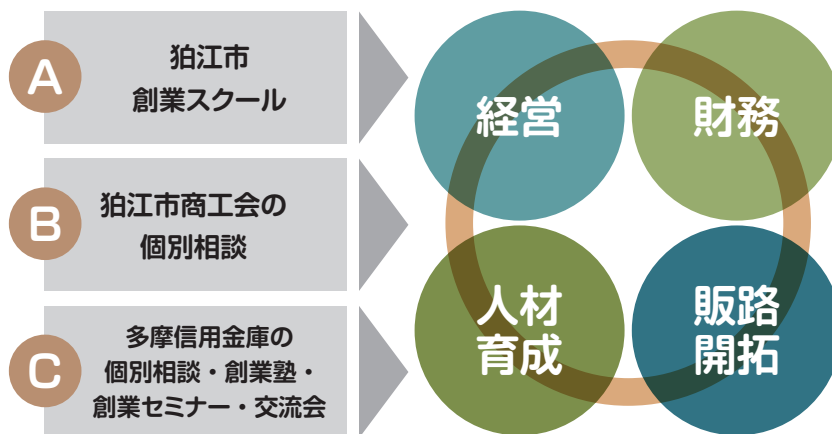 A
狛江市
創業スクール
B
狛江市商工会の
個別相談
C
多摩信用金庫の
個別相談・創業塾・
創業セミナー・交流会
経営
財務
人材
育成
販路
開拓